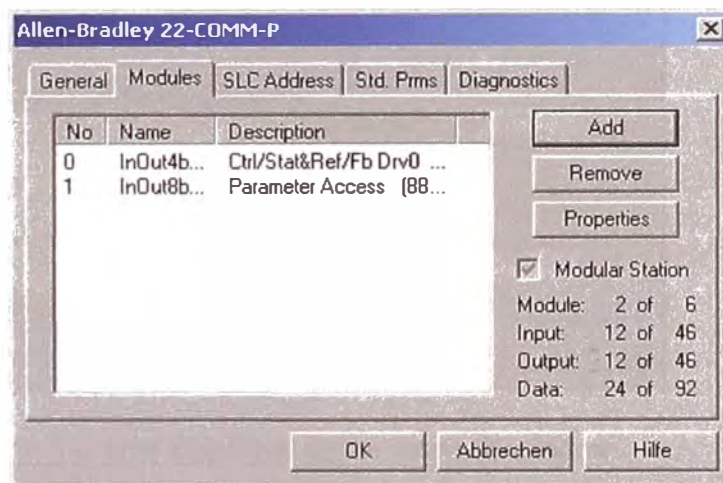 Allen-Bradley 22-COMM-P
General Modules SLC Address Std. Prms Diagnostics
No Name Description
0 InOut4b... Ctrl/Stat&Ref/Fb Drv0 ...
1 InOut8b... Parameter Access (88...
Add
Remove
Properties
Modular Station
Module: 2 of 6
Input: 12 of 46
Output: 12 of 46
Data: 24 of 92
OK Abbrechen Hilfe